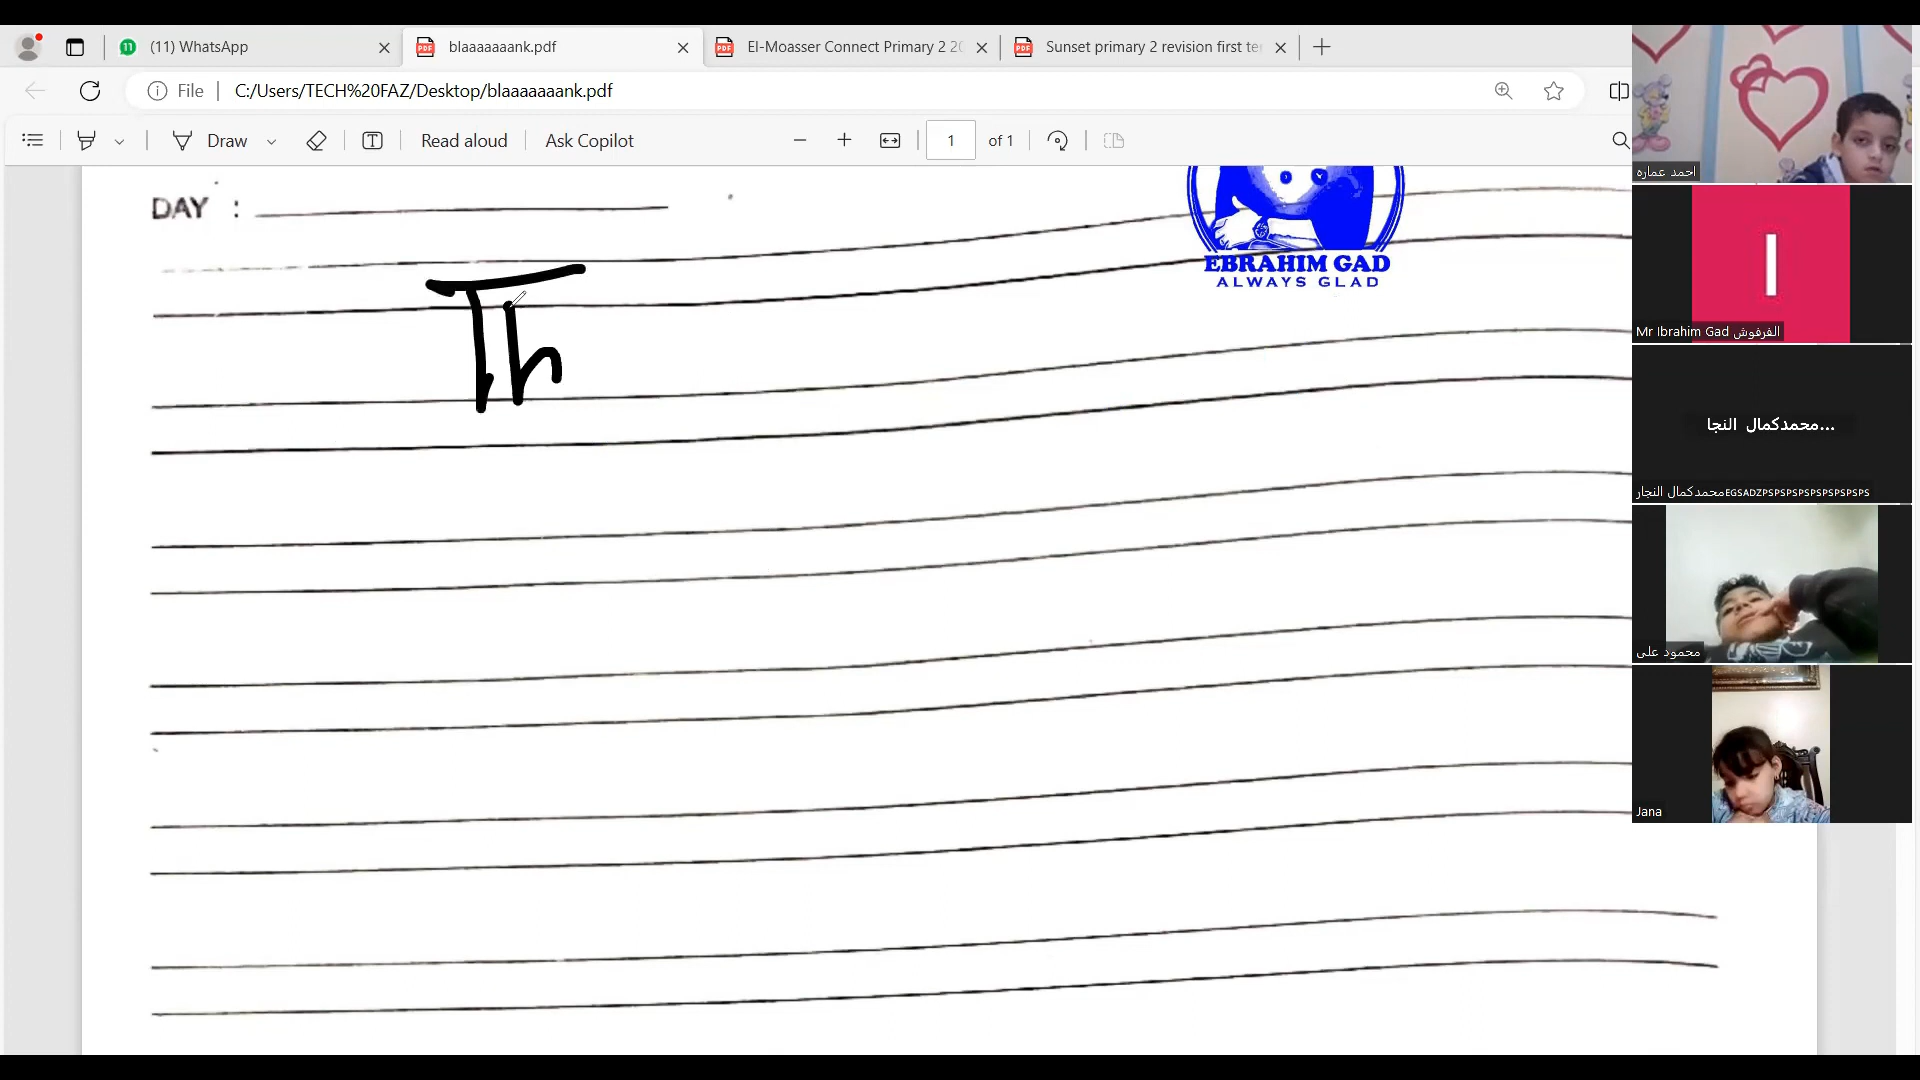 (11) WhatsApp
blaaaaaaank.pdf
El-Moasser Connect Primary 2 20
Sunset primary 2 revision first te
File
C:/Users/TECH%20FAZ/Desktop/blaaaaaaank.pdf
Draw
Read aloud
Ask Copilot
1 of 1
DAY :
EBRAHIM GAD
ALWAYS GLAD
Th
احمد عماره
I
Mr Ibrahim Gad الفرفوش
محمدكمال النجا...
محمدكمال النجارEGSADZPSPSPSPSPSPSPSPSPS
محمود على
Jana